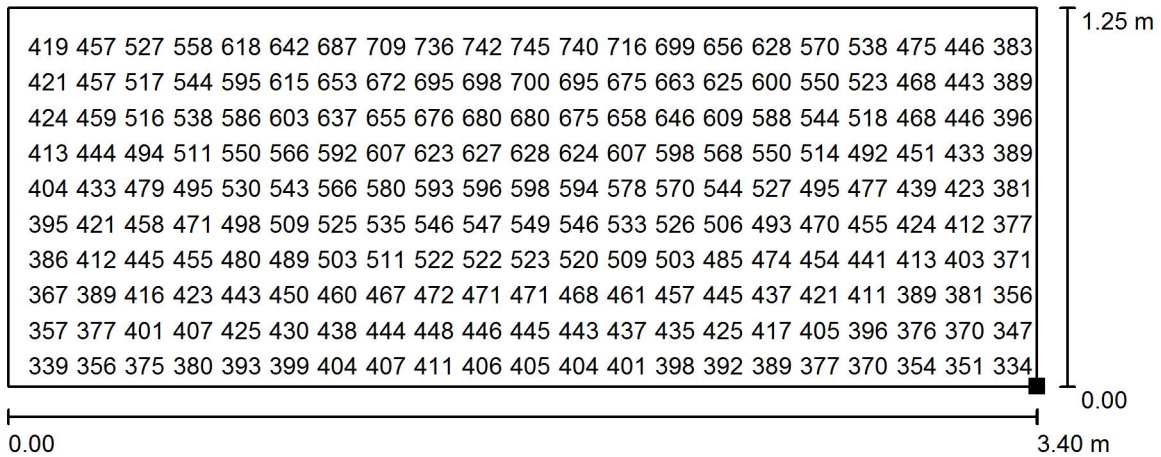 419 457 527 558 618 642 687 709 736 742 745 740 716 699 656 628 570 538 475 446 383
1.25 m
421 457 517 544 595 615 653 672 695 698 700 695 675 663 625 600 550 523 468 443 389
424 459 516 538 586 603 637 655 676 680 680 675 658 646 609 588 544 518 468 446 396
413 444 494 511 550 566 592 607 623 627 628 624 607 598 568 550 514 492 451 433 389
404 433 479 495 530 543 566 580 593 596 598 594 578 570 544 527 495 477 439 423 381
395 421 458 471 498 509 525 535 546 547 549 546 533 526 506 493 470 455 424 412 377
386 412 445 455 480 489 503 511 522 522 523 520 509 503 485 474 454 441 413 403 371
367 389 416 423 443 450 460 467 472 471 471 468 461 457 445 437 421 411 389 381 356
357 377 401 407 425 430 438 444 448 446 445 443 437 435 425 417 405 396 376 370 347
339 356 375 380 393 399 404 407 411 406 405 404 401 398 392 389 377 370 354 351 334
0.00
0.00
3.40 m